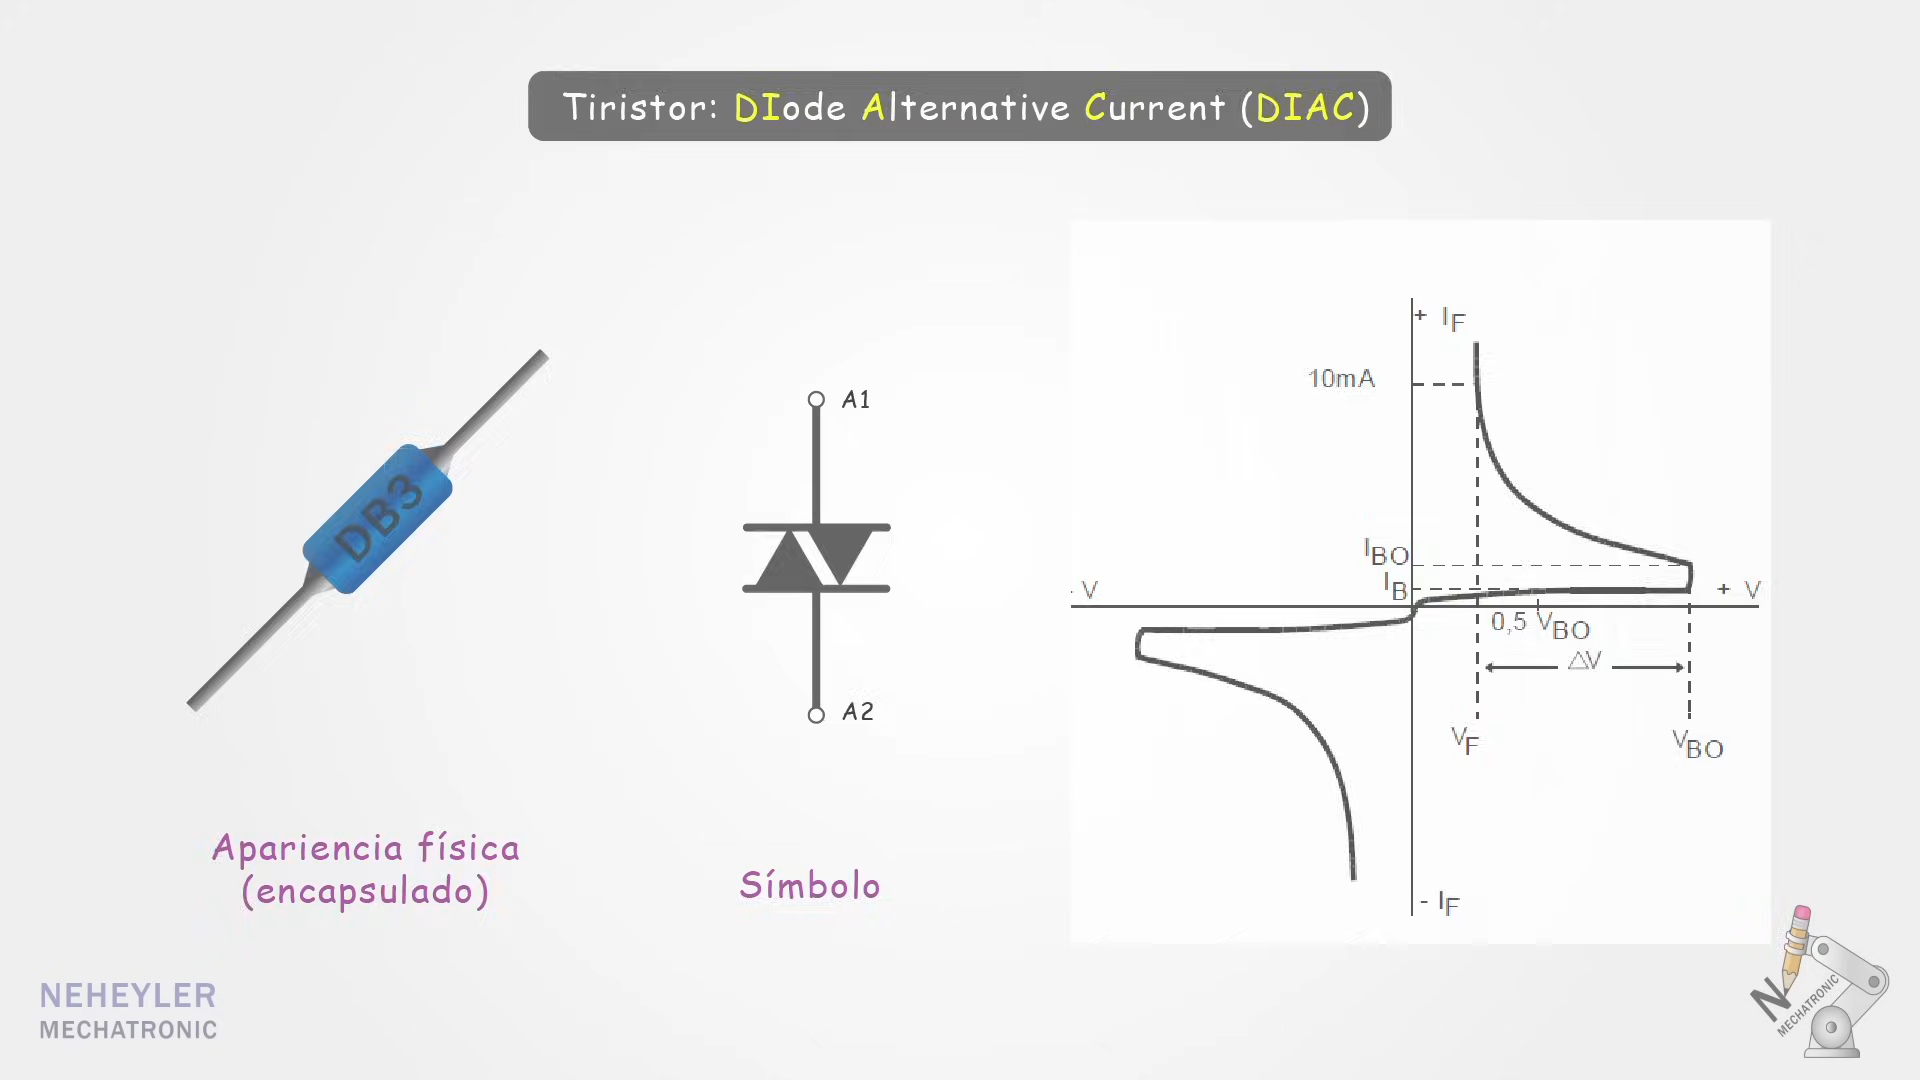 Tiristor: DIode Alternative Current (DIAC)
DB3
Apariencia física
(encapsulado)
A1
A2
Símbolo
+ IF
10mA
IBO
IB
- V
+ V
0,5 VBO
△V
VF
VBO
- IF
NEHEYLER
MECHATRONIC
N
MECHATRONIC